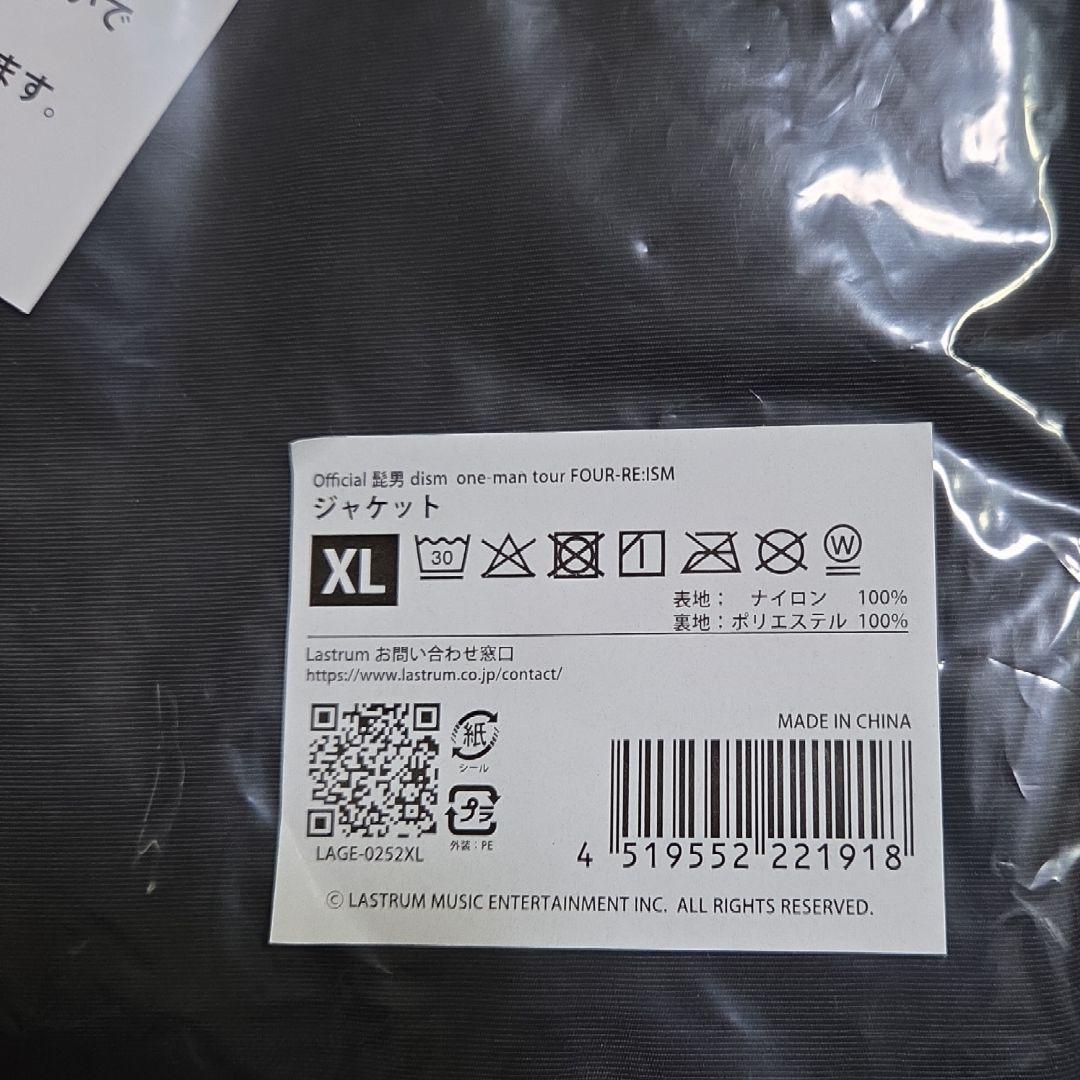 で
ます。
Official 髭男 dism one-man tour FOUR-RE:ISM
ジャケット
XL
30
W
表地： ナイロン 100%
裏地：ポリエステル 100%
Lastrum お問い合わせ窓口
https://www.lastrum.co.jp/contact/
紙
シール
プラ
外装：PE
LAGE-0252XL
MADE IN CHINA
4 519552 221918
© LASTRUM MUSIC ENTERTAINMENT INC. ALL RIGHTS RESERVED.